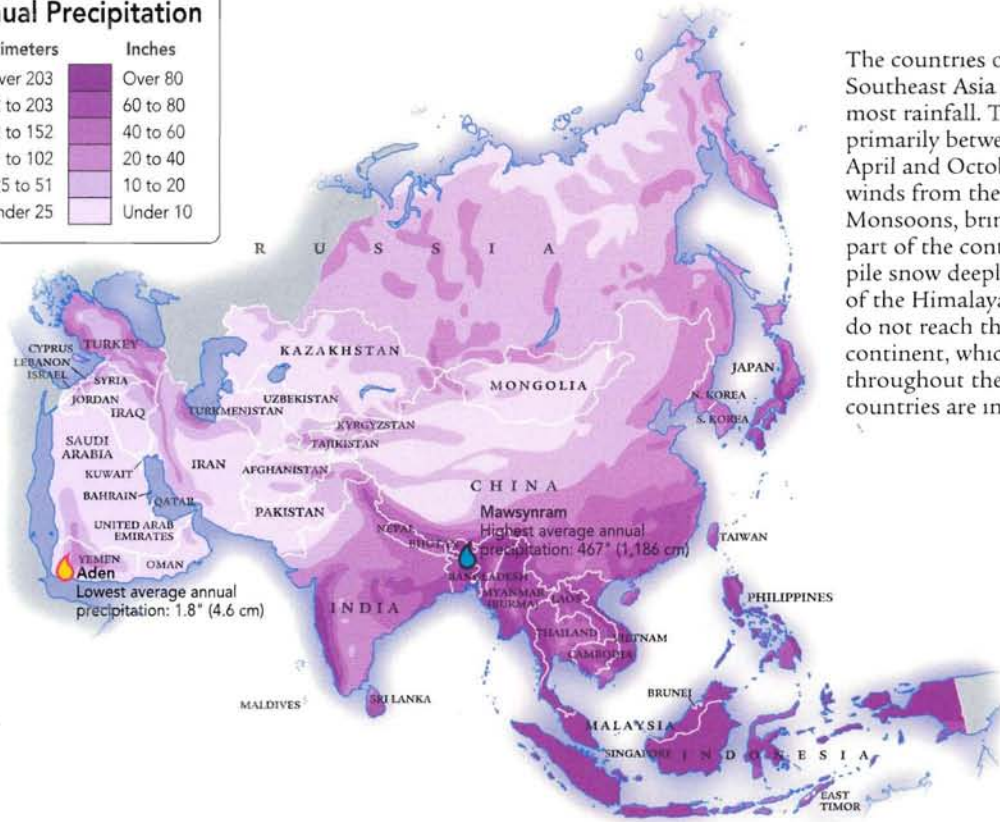 ual Precipitation
imeters Inches
ver 203 Over 80
to 203 60 to 80
to 152 40 to 60
to 102 20 to 40
5 to 51 10 to 20
nder 25 Under 10
The countries o
Southeast Asia
most rainfall. T
primarily betwe
April and Octob
winds from the
Monsoons, brin
part of the cont
pile snow deepl
of the Himalaya
do not reach th
continent, whic
throughout the
countries are in
RUSSIA
TURKEY
CYPRUS
LEBANON
ISRAEL
SYRIA
JORDAN
IRAQ
KAZAKHSTAN
UZBEKISTAN
TURKMENISTAN
KYRGYZSTAN
TAJIKISTAN
MONGOLIA
JAPAN
N. KOREA
S. KOREA
SAUDI
ARABIA
KUWAIT
BAHRAIN
QATAR
IRAN
AFGHANISTAN
PAKISTAN
CHINA
UNITED ARAB
EMIRATES
YEMEN
OMAN
Aden
Lowest average annual
precipitation: 1.8" (4.6 cm)
NEPAL
BHUTAN
Mawsynram
Highest average annual
precipitation: 467" (1,186 cm)
BANGLADESH
MYANMAR
(BURMA)
LAOS
INDIA
THAILAND
VIETNAM
CAMBODIA
TAIWAN
PHILIPPINES
MALDIVES
SRI LANKA
BRUNEI
MALAYSIA
SINGAPORE
INDONESIA
EAST
TIMOR